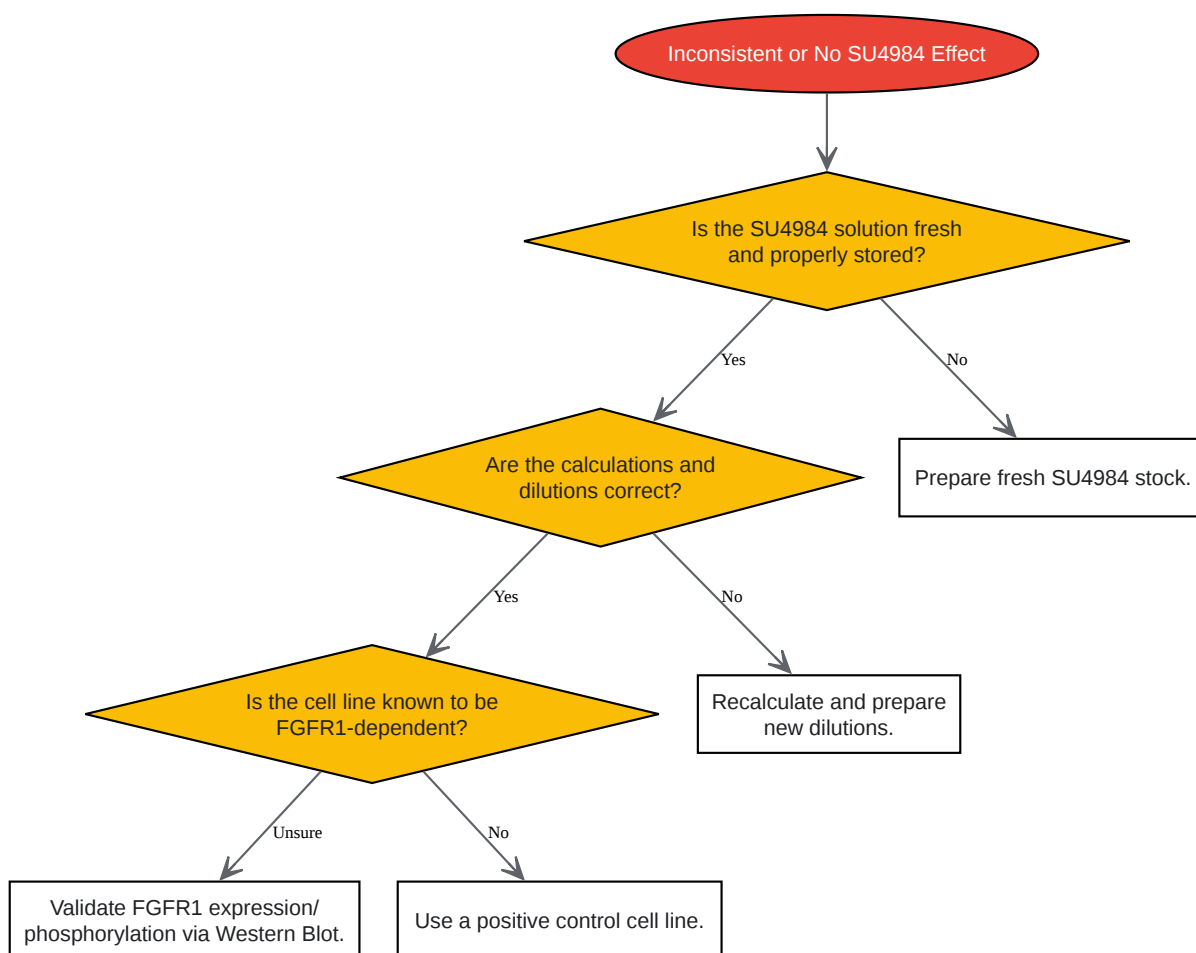 Inconsistent or No SU4984 Effect
Is the SU4984 solution fresh
and properly stored?
Yes
No
Are the calculations and
dilutions correct?
Prepare fresh SU4984 stock.
Yes
No
Is the cell line known to be
FGFR1-dependent?
Recalculate and prepare
new dilutions.
Unsure
No
Validate FGFR1 expression/
phosphorylation via Western Blot.
Use a positive control cell line.